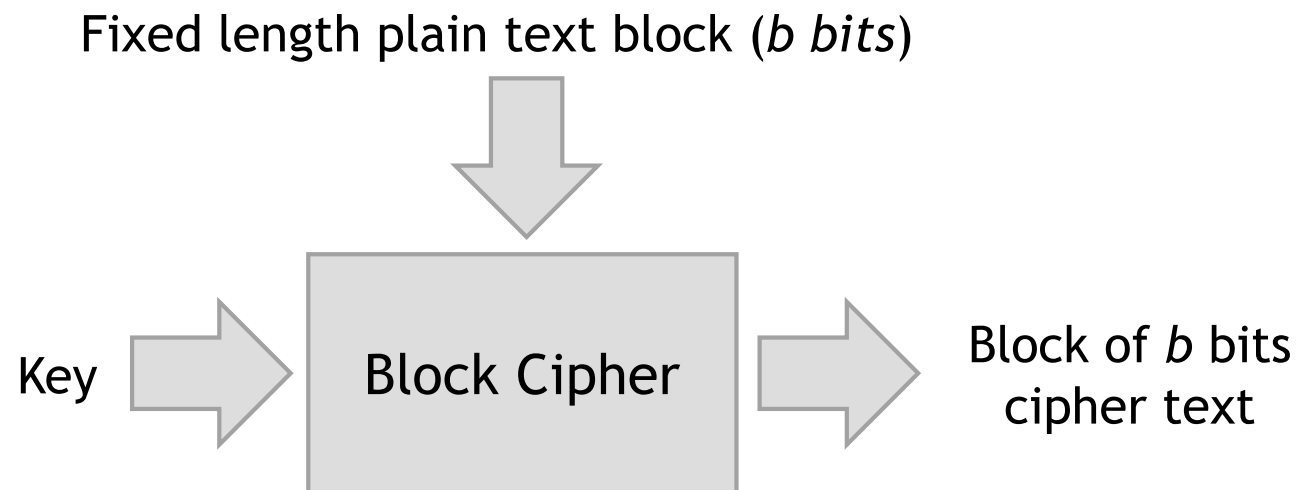 Fixed length plain text block (b bits)
Key
Block Cipher
Block of b bits
cipher text